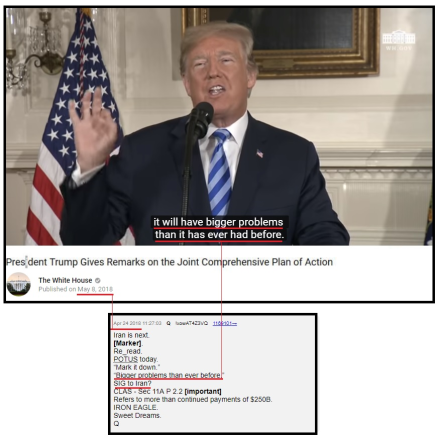 it will have bigger problems
than it has ever had before.
President Trump Gives Remarks on the Joint Comprehensive Plan of Action
The White House
Published on May 8, 2018
Apr 24 2018 11:37:03 Q
Iran is next.
[Marker].
Re_read.
POTUS today.
"Mark it down."
"Bigger problems than ever before."
SIG to Iran?
CLAS - Sec 11A P 2.2 [important]
Refers to more than continued payments of $250B.
IRON EAGLE.
Sweet Dreams.
Q